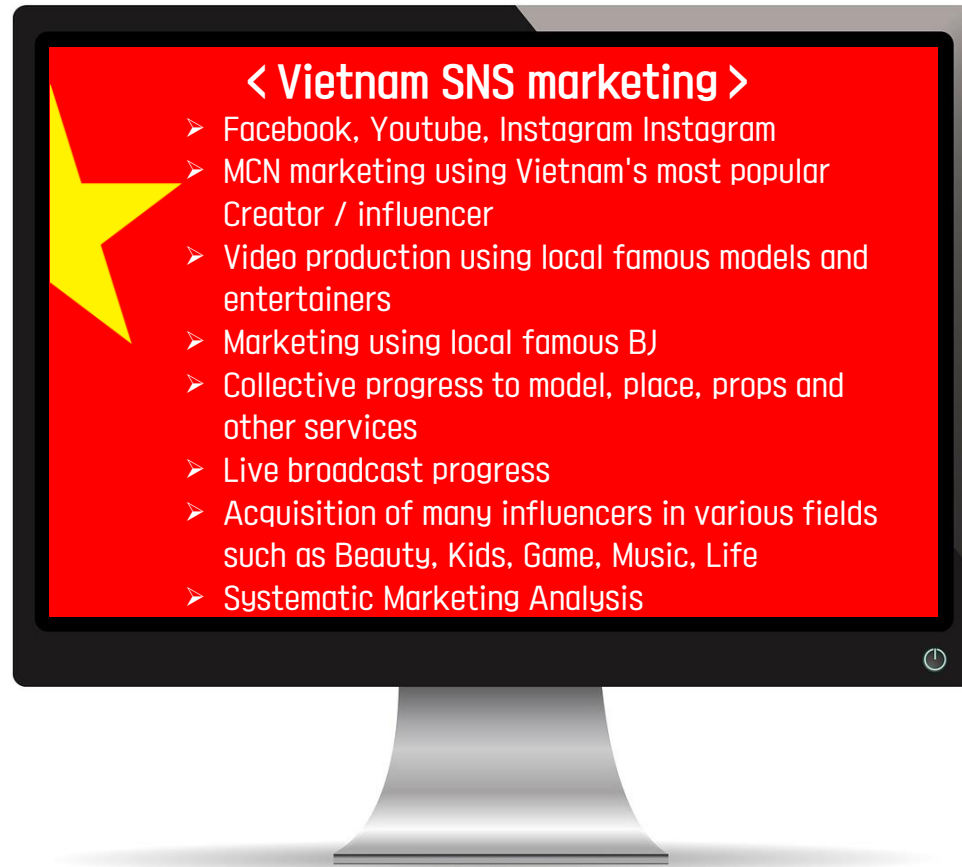 < Vietnam SNS marketing >
➢ Facebook, Youtube, Instagram Instagram
➢ MCN marketing using Vietnam's most popular
Creator / influencer
➢ Video production using local famous models and
entertainers
➢ Marketing using local famous BJ
➢ Collective progress to model, place, props and
other services
➢ Live broadcast progress
➢ Acquisition of many influencers in various fields
such as Beauty, Kids, Game, Music, Life
➢ Systematic Marketing Analysis